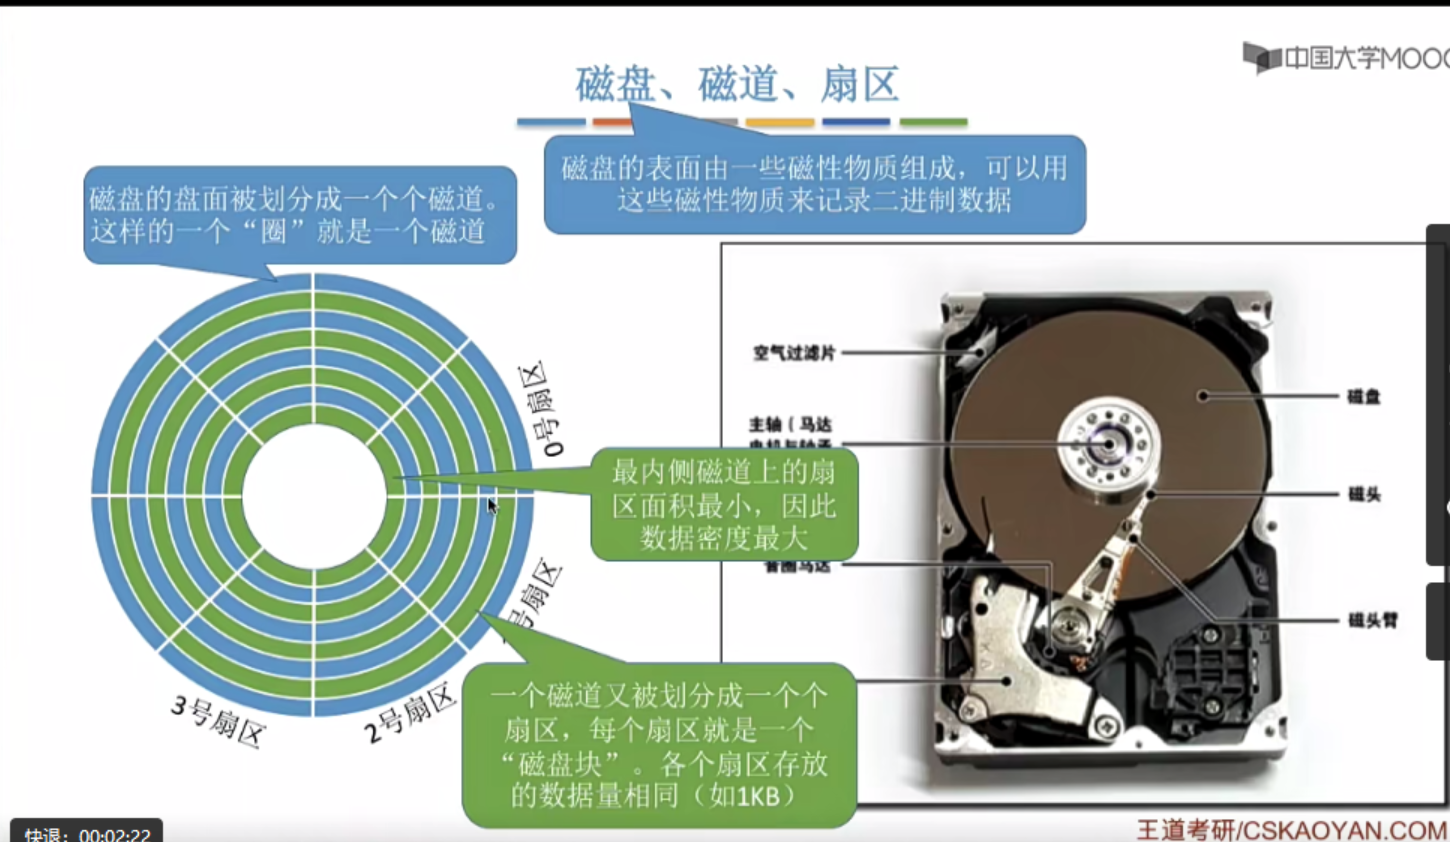 中国大学MOOC
磁盘、磁道、扇区
磁盘的表面由一些磁性物质组成，可以用
这些磁性物质来记录二进制数据
磁盘的盘面被划分成一个个磁道。
这样的一个“圈”就是一个磁道
空气过滤片
磁盘
主轴（马达
0号扇区
最内侧磁道上的扇
区面积最小，因此
数据密度最大
磁头
音圈马达
号扇区
磁头臂
一个磁道又被划分成一个个
扇区，每个扇区就是一个
“磁盘块”。各个扇区存放
的数据量相同（如1KB）
3号扇区
2号扇区
快退：00:02:22
王道考研/CSKAOYAN.COM